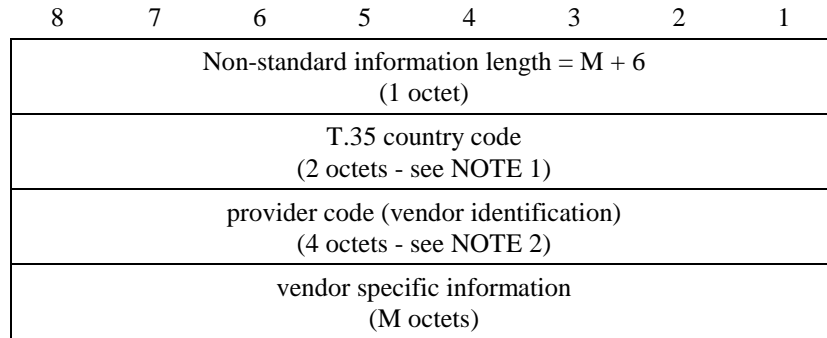 8 7 6 5 4 3 2 1
Non-standard information length = M + 6
(1 octet)
T.35 country code
(2 octets - see NOTE 1)
provider code (vendor identification)
(4 octets - see NOTE 2)
vendor specific information
(M octets)